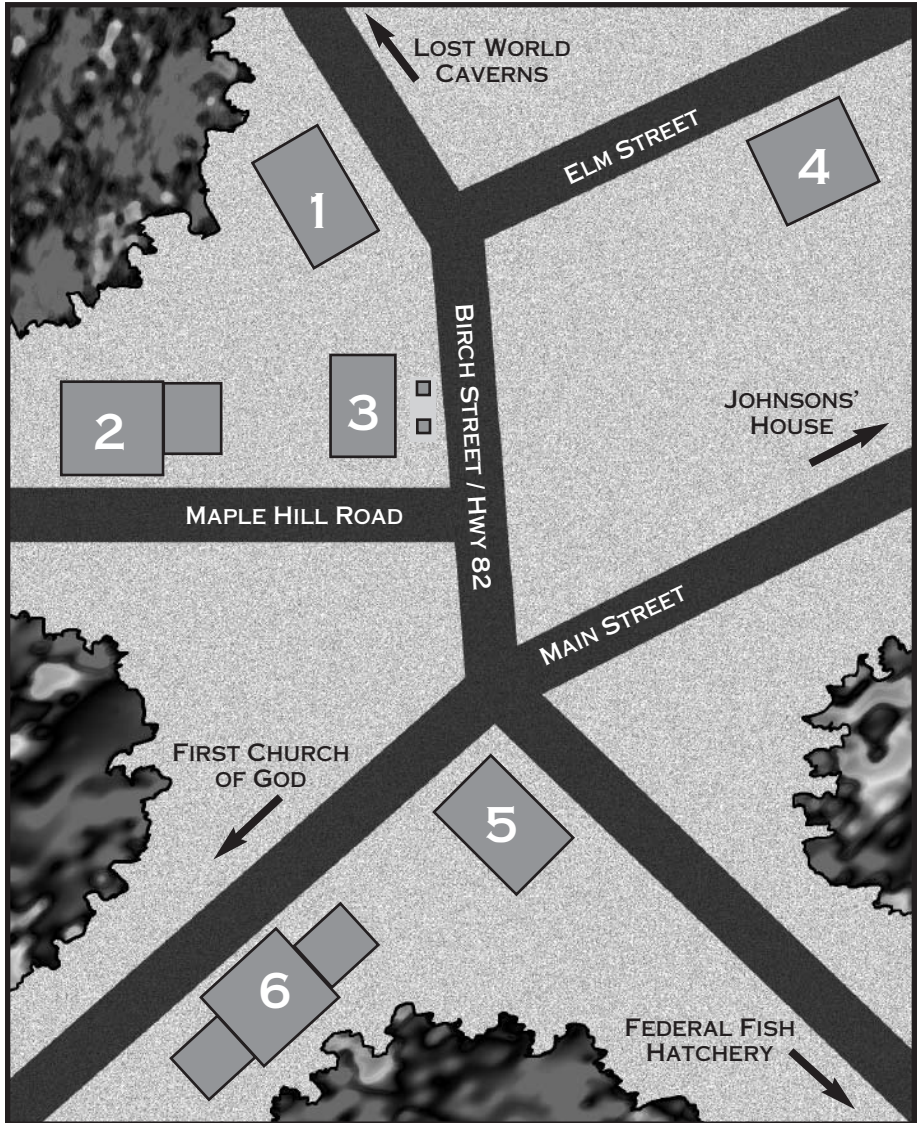 LOST WORLD
CAVERNS
ELM STREET
4
1
BIRCH STREET / HWY 82
3
2
JOHNSONS'
HOUSE
MAPLE HILL ROAD
MAIN STREET
FIRST CHURCH
OF GOD
5
6
FEDERAL FISH
HATCHERY